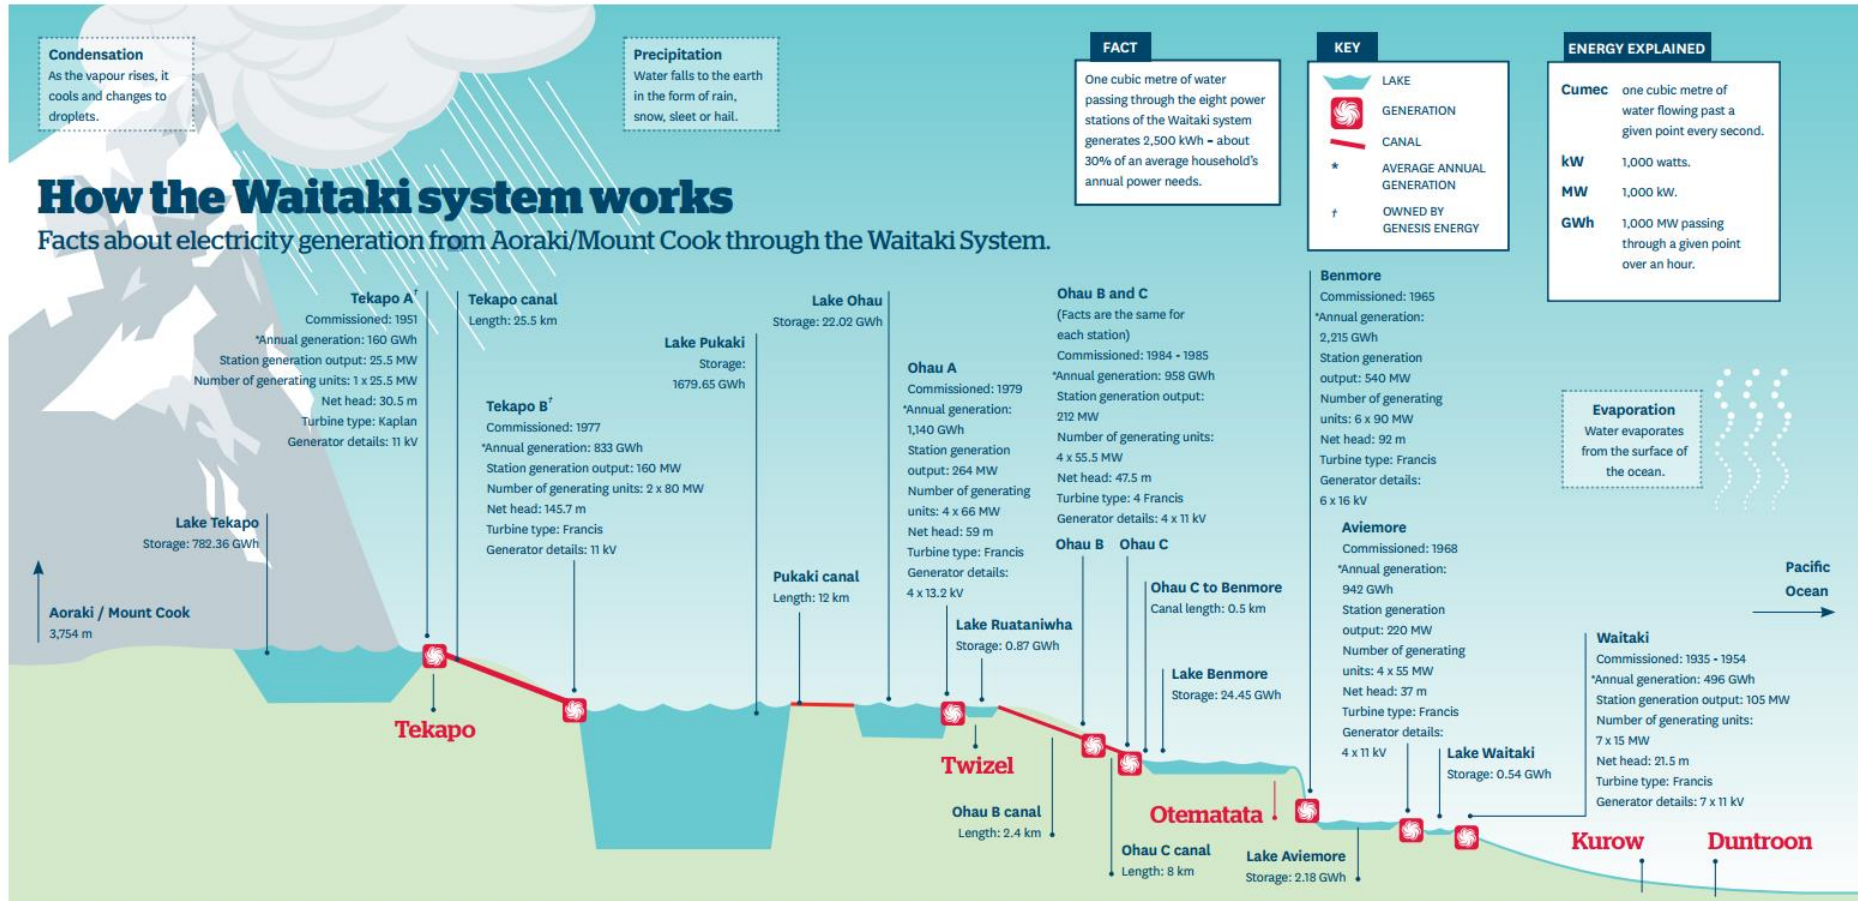 Condensation
As the vapour rises, it
cools and changes to
droplets.
Precipitation
Water falls to the earth
in the form of rain,
snow, sleet or hail.
FACT
One cubic metre of water
passing through the eight power
stations of the Waitaki system
generates 2,500 kWh – about
30% of an average household's
annual power needs.
KEY
LAKE
GENERATION
CANAL
* AVERAGE ANNUAL
GENERATION
† OWNED BY
GENESIS ENERGY
ENERGY EXPLAINED
Cumec one cubic metre of
water flowing past a
given point every second.
kW 1,000 watts.
MW 1,000 kW.
GWh 1,000 MW passing
through a given point
over an hour.
How the Waitaki system works
Facts about electricity generation from Aoraki/Mount Cook through the Waitaki System.
Aoraki / Mount Cook
3,754 m
Lake Tekapo
Storage: 782.36 GWh
Tekapo A†
Commissioned: 1951
*Annual generation: 160 GWh
Station generation output: 25.5 MW
Number of generating units: 1 x 25.5 MW
Net head: 30.5 m
Turbine type: Kaplan
Generator details: 11 kV
Tekapo canal
Length: 25.5 km
Tekapo
Tekapo B†
Commissioned: 1977
*Annual generation: 833 GWh
Station generation output: 160 MW
Number of generating units: 2 x 80 MW
Net head: 145.7 m
Turbine type: Francis
Generator details: 11 kV
Lake Pukaki
Storage:
1679.65 GWh
Pukaki canal
Length: 12 km
Lake Ohau
Storage: 22.02 GWh
Ohau A
Commissioned: 1979
*Annual generation:
1,140 GWh
Station generation
output: 264 MW
Number of generating
units: 4 x 66 MW
Net head: 59 m
Turbine type: Francis
Generator details:
4 x 13.2 kV
Lake Ruataniwha
Storage: 0.87 GWh
Twizel
Ohau B and C
(Facts are the same for
each station)
Commissioned: 1984 - 1985
*Annual generation: 958 GWh
Station generation output:
212 MW
Number of generating units:
4 x 55.5 MW
Net head: 47.5 m
Turbine type: 4 Francis
Generator details: 4 x 11 kV
Ohau B
Ohau C
Ohau B canal
Length: 2.4 km
Ohau C canal
Length: 8 km
Ohau C to Benmore
Canal length: 0.5 km
Lake Benmore
Storage: 24.45 GWh
Otematata
Benmore
Commissioned: 1965
*Annual generation:
2,215 GWh
Station generation
output: 540 MW
Number of generating
units: 6 x 90 MW
Net head: 92 m
Turbine type: Francis
Generator details:
6 x 16 kV
Lake Aviemore
Storage: 2.18 GWh
Aviemore
Commissioned: 1968
*Annual generation:
942 GWh
Station generation
output: 220 MW
Number of generating
units: 4 x 55 MW
Net head: 37 m
Turbine type: Francis
Generator details:
4 x 11 kV
Lake Waitaki
Storage: 0.54 GWh
Waitaki
Commissioned: 1935 - 1954
*Annual generation: 496 GWh
Station generation output: 105 MW
Number of generating units:
7 x 15 MW
Net head: 21.5 m
Turbine type: Francis
Generator details: 7 x 11 kV
Kurow
Duntroon
Evaporation
Water evaporates
from the surface of
the ocean.
Pacific
Ocean